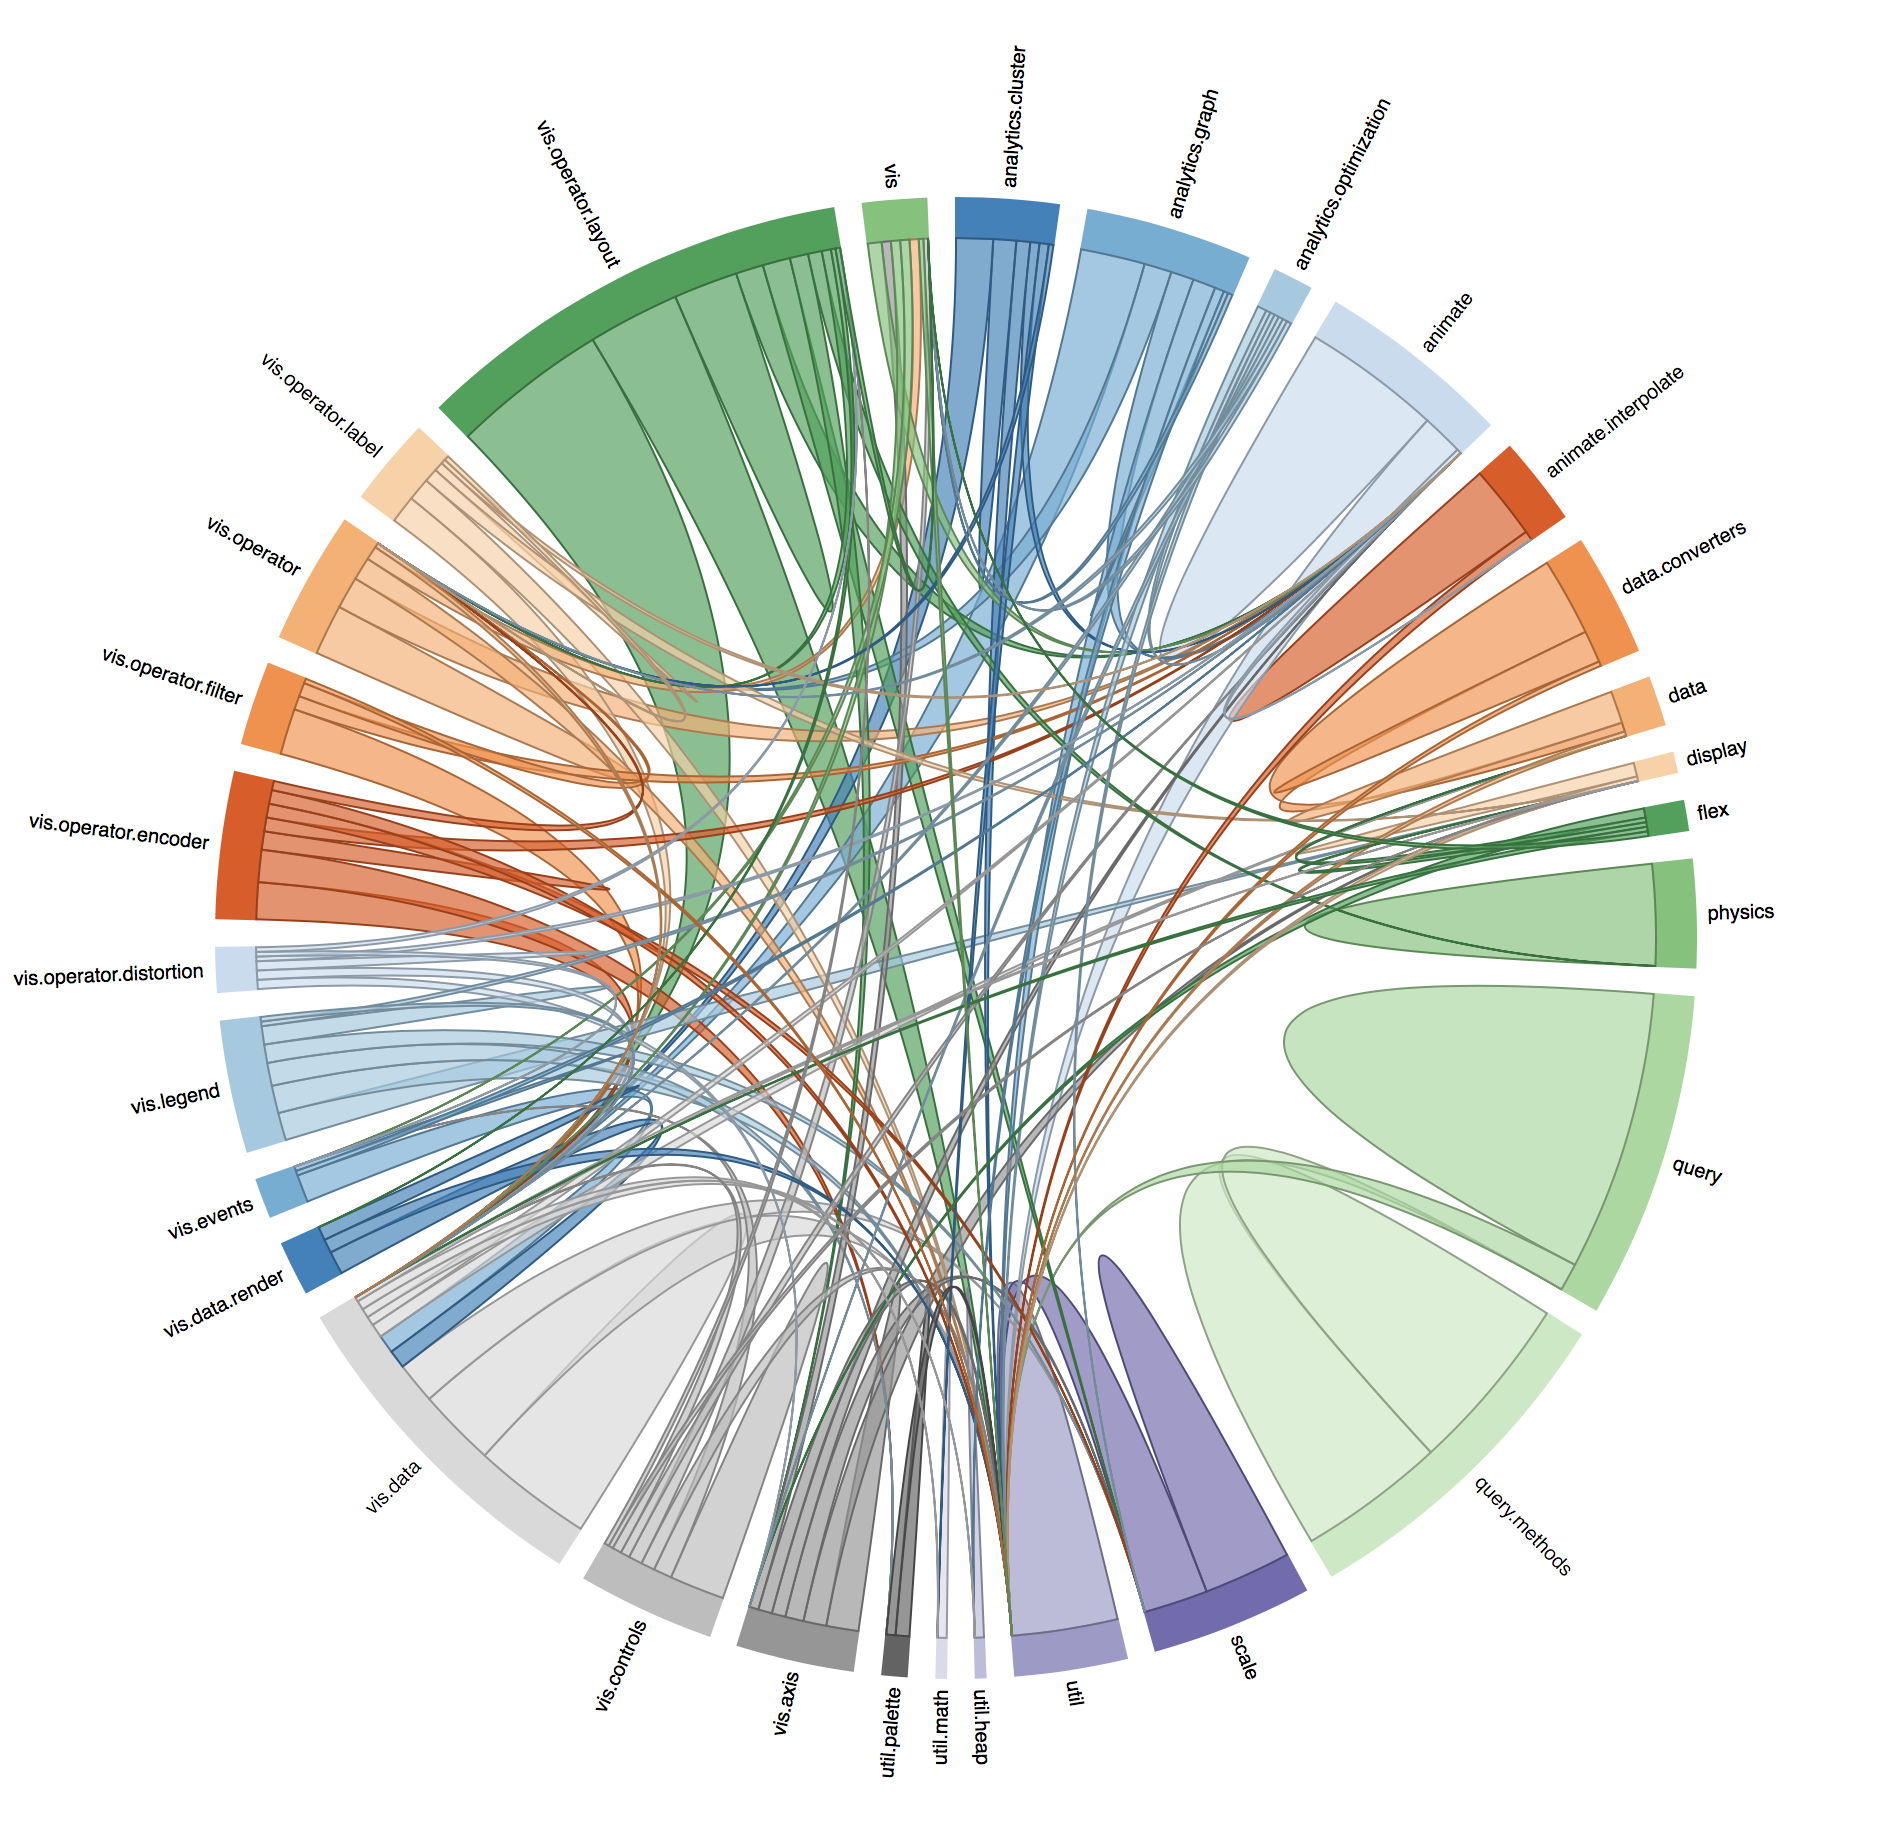 analytics.cluster
analytics.graph
analytics.optimization
animate
animate.interpolate
data.converters
data
display
flex
physics
query
query.methods
scale
util
util.heap
util.math
util.palette
vis.axis
vis.controls
vis.data
vis.data.render
vis.events
vis.legend
vis.operator.distortion
vis.operator.encoder
vis.operator.filter
vis.operator
vis.operator.label
vis.operator.layout
vis